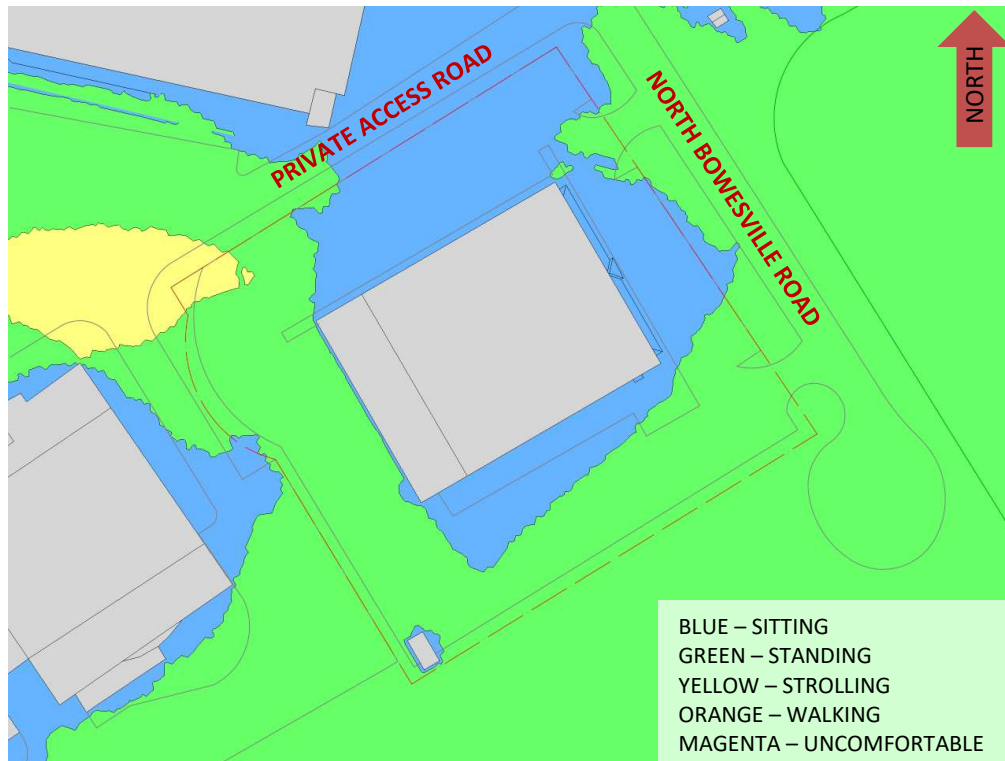 PRIVATE ACCESS ROAD
NORTH BOWESVILLE ROAD
NORTH
BLUE – SITTING
GREEN – STANDING
YELLOW – STROLLING
ORANGE – WALKING
MAGENTA – UNCOMFORTABLE